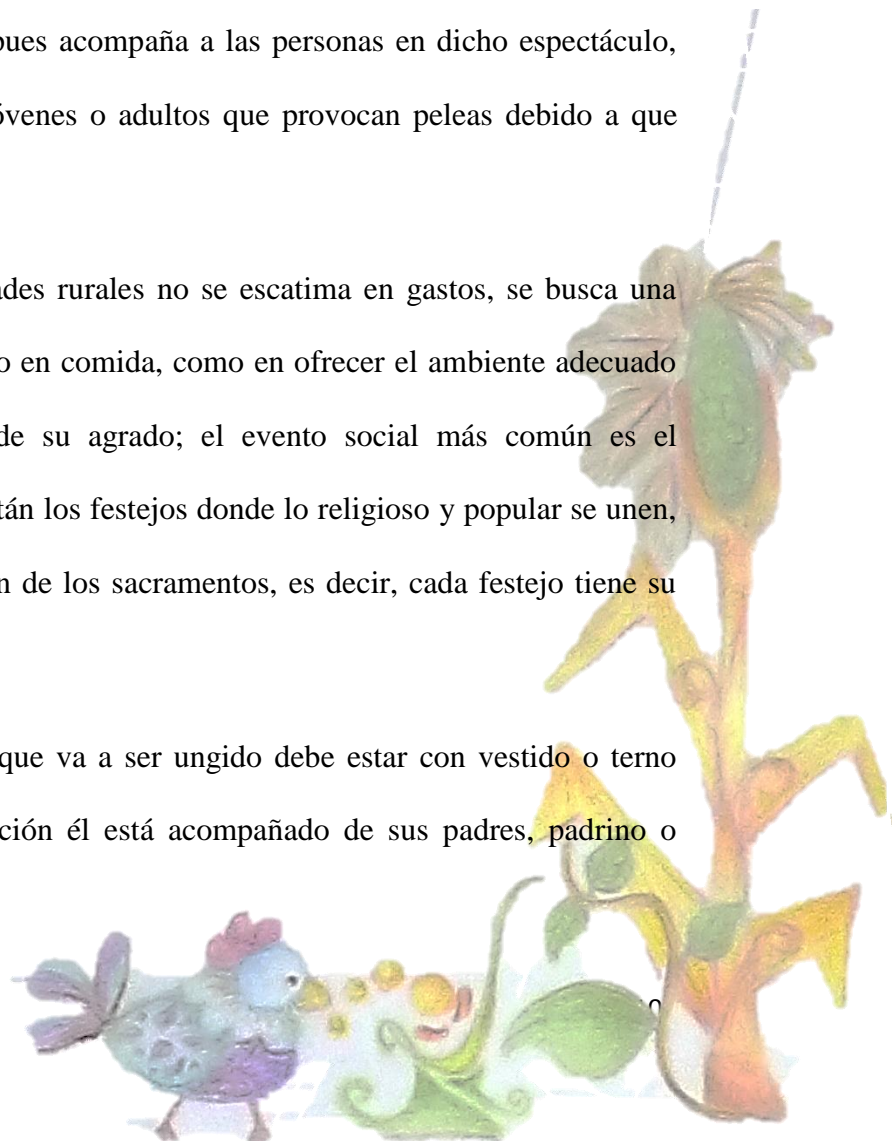 pues acompaña a las personas en dicho espectáculo,
óvenes o adultos que provocan peleas debido a que
ades rurales no se escatima en gastos, se busca una
o en comida, como en ofrecer el ambiente adecuado
de su agrado; el evento social más común es el
tán los festejos donde lo religioso y popular se unen,
n de los sacramentos, es decir, cada festejo tiene su
que va a ser ungido debe estar con vestido o terno
ción él está acompañado de sus padres, padrino o